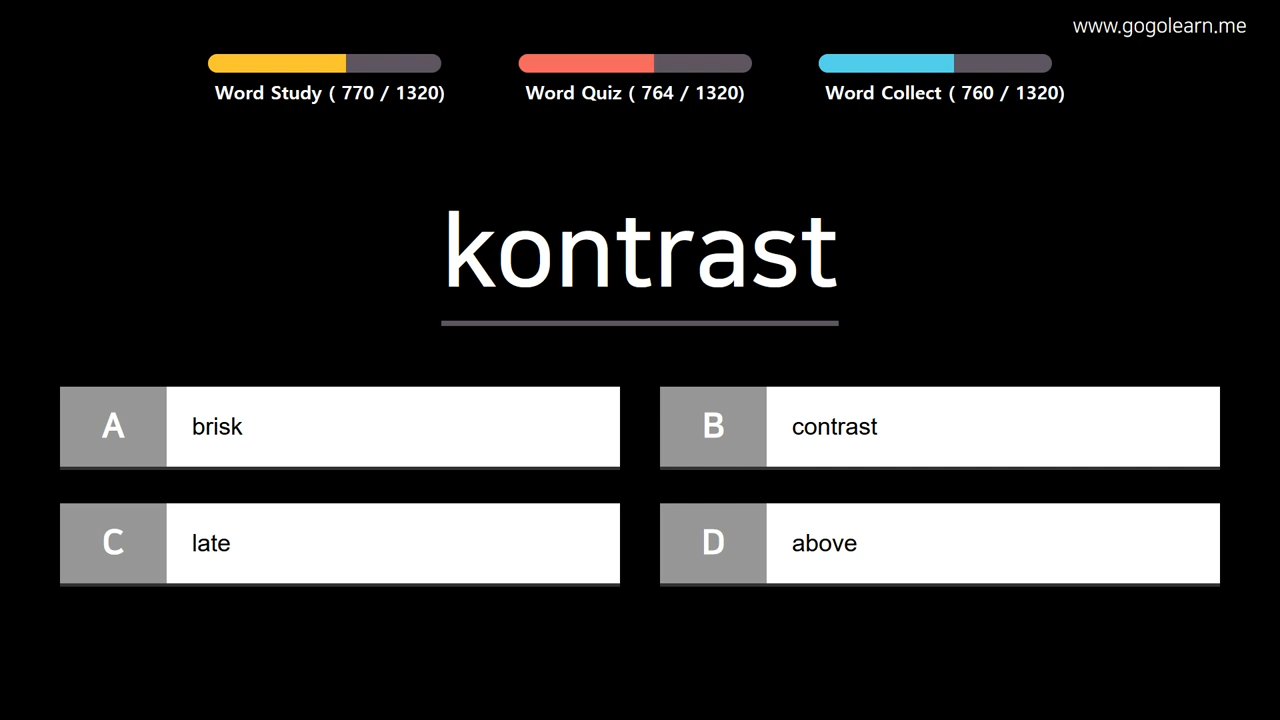 www.gogolearn.me
Word Study ( 770 / 1320)
Word Quiz ( 764 / 1320)
Word Collect ( 760 / 1320)
kontrast
A brisk
B contrast
C late
D above